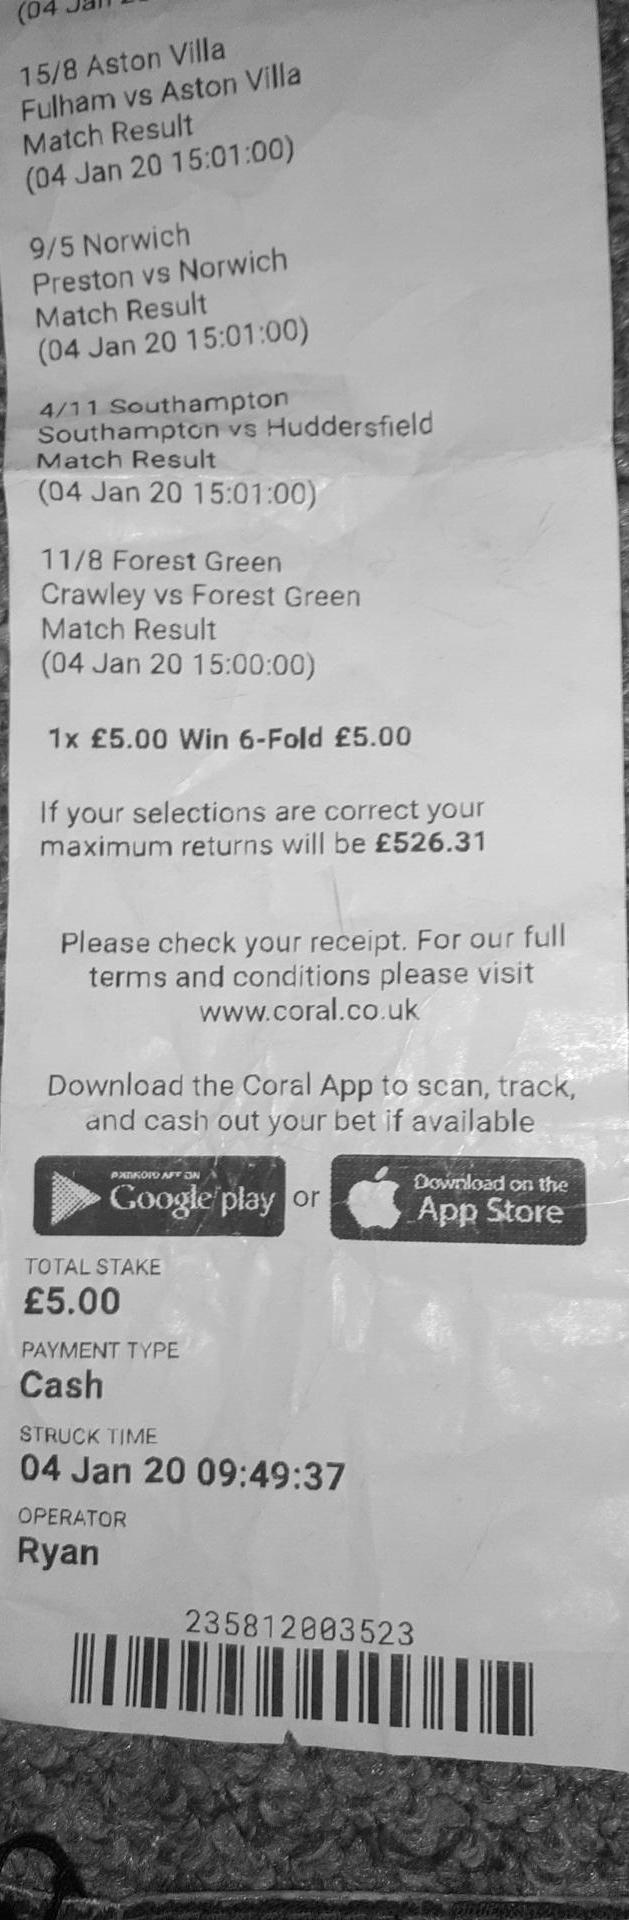 (04 Jan 2
15/8 Aston Villa
Fulham vs Aston Villa
Match Result
(04 Jan 20 15:01:00)
9/5 Norwich
Preston vs Norwich
Match Result
(04 Jan 20 15:01:00)
4/11 Southampton
Southampton vs Huddersfield
Match Result
(04 Jan 20 15:01:00)
11/8 Forest Green
Crawley vs Forest Green
Match Result
(04 Jan 20 15:00:00)
1x £5.00 Win 6-Fold £5.00
If your selections are correct your
maximum returns will be £526.31
Please check your receipt. For our full
terms and conditions please visit
www.coral.co.uk
Download the Coral App to scan, track,
and cash out your bet if available
Google play or Download on the
App Store
TOTAL STAKE
£5.00
PAYMENT TYPE
Cash
STRUCK TIME
04 Jan 20 09:49:37
OPERATOR
Ryan
235812003523